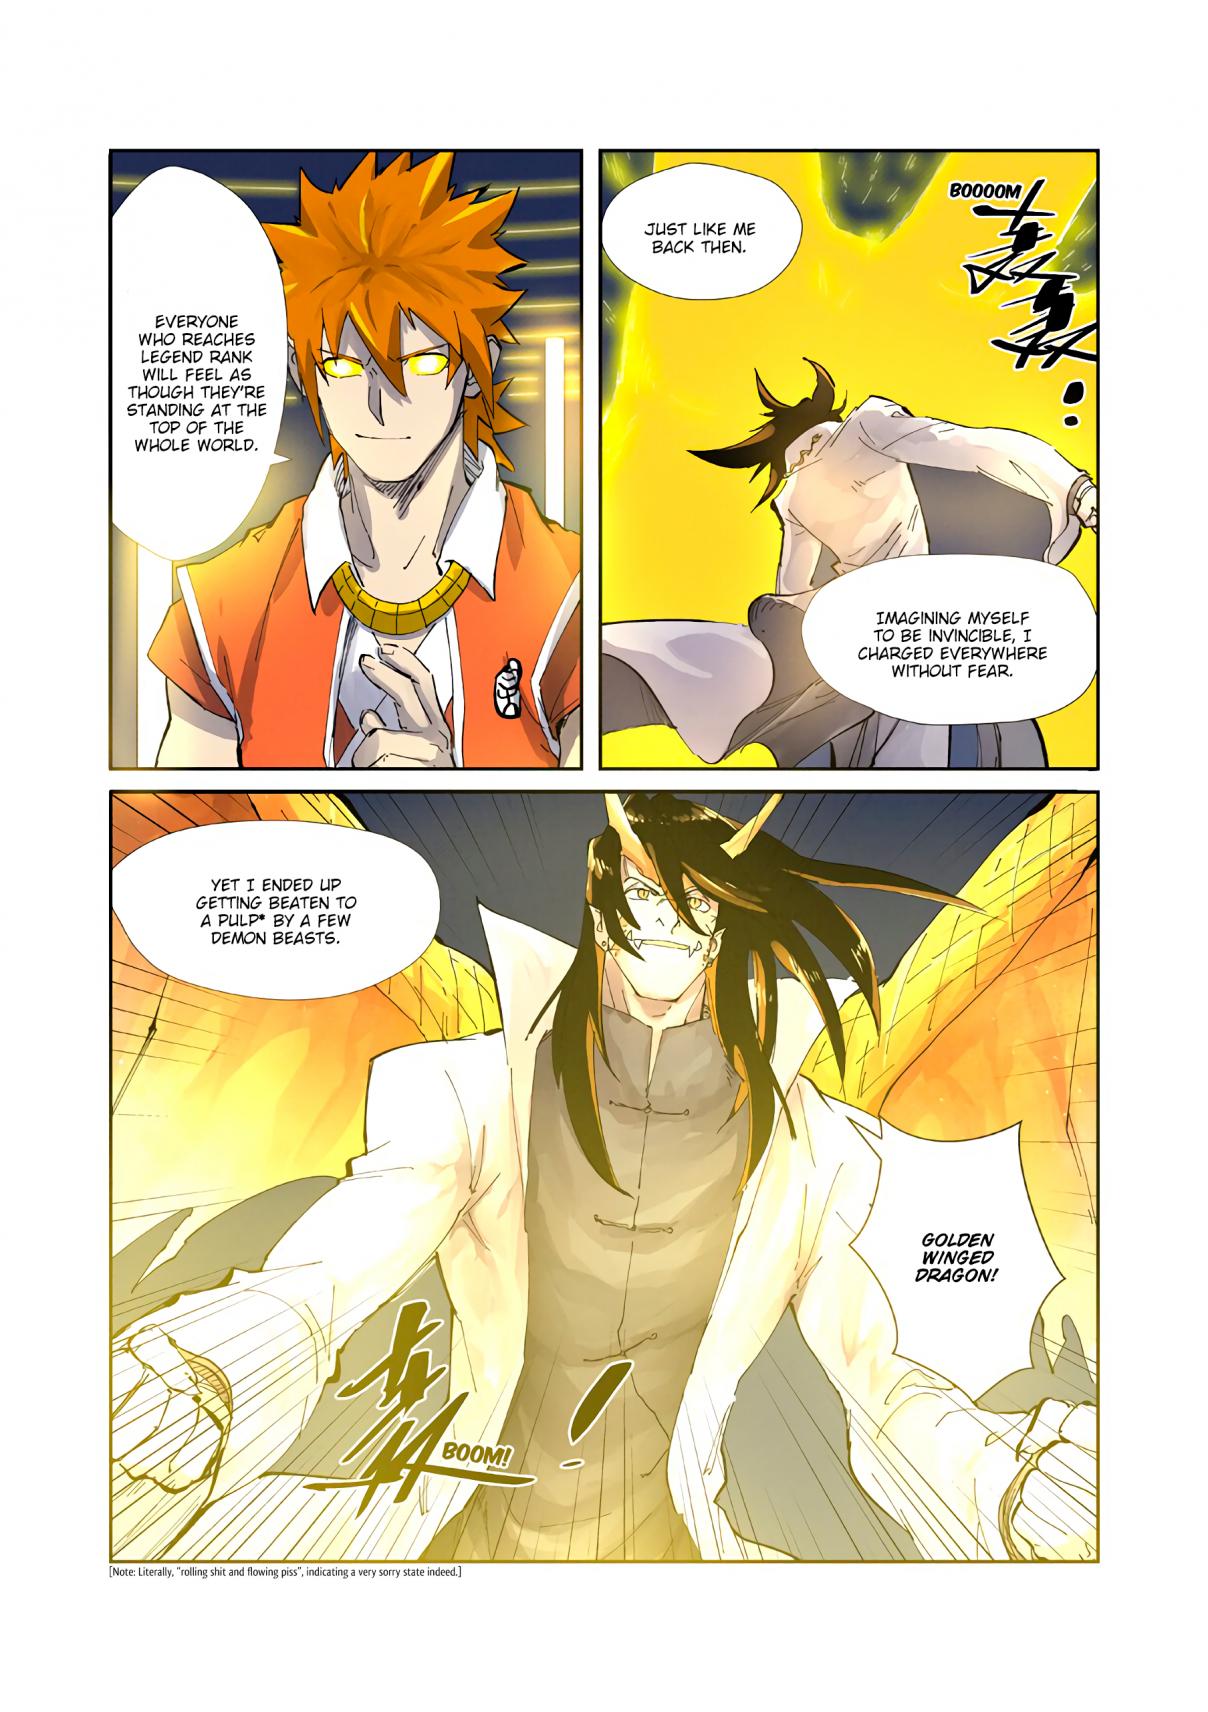 EVERYONE
WHO REACHES
LEGEND RANK
WILL FEEL AS
THOUGH THEY'RE
STANDING AT THE
TOP OF THE
WHOLE WORLD.
JUST LIKE ME
BACK THEN.
BOOOOM
IMAGINING MYSELF
TO BE INVINCIBLE, I
CHARGED EVERYWHERE
WITHOUT FEAR.
YET I ENDED UP
GETTING BEATEN TO
A PULP* BY A FEW
DEMON BEASTS.
GOLDEN
WINGED
DRAGON!
BOOM!
[Note: Literally, "rolling shit and flowing piss", indicating a very sorry state indeed.]